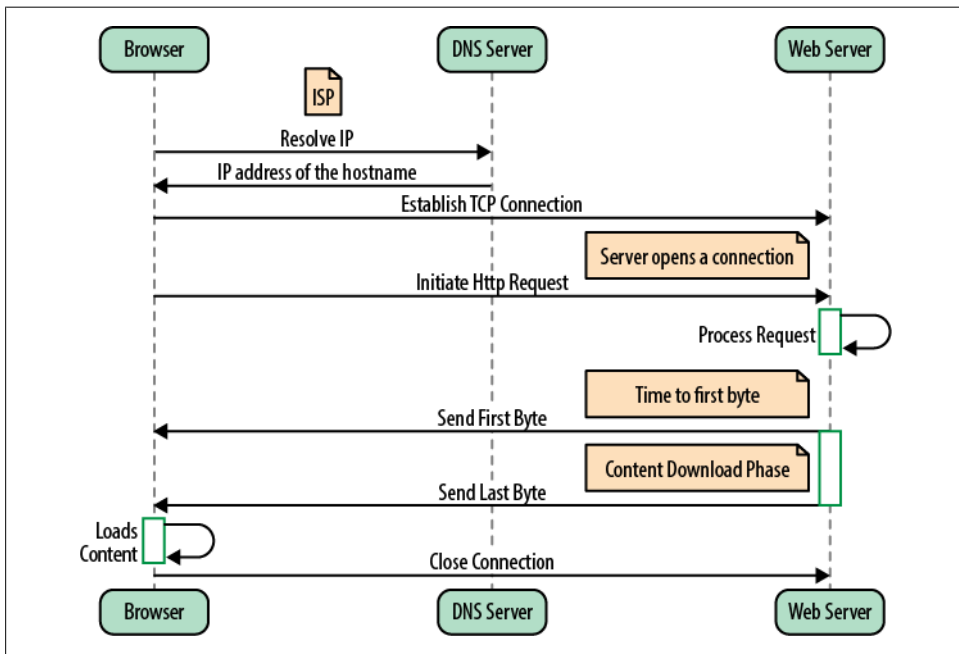 Browser
DNS Server
Web Server
ISP
Resolve IP
IP address of the hostname
Establish TCP Connection
Server opens a connection
Initiate Http Request
Process Request
Time to first byte
Send First Byte
Content Download Phase
Send Last Byte
Loads
Content
Close Connection
Browser
DNS Server
Web Server